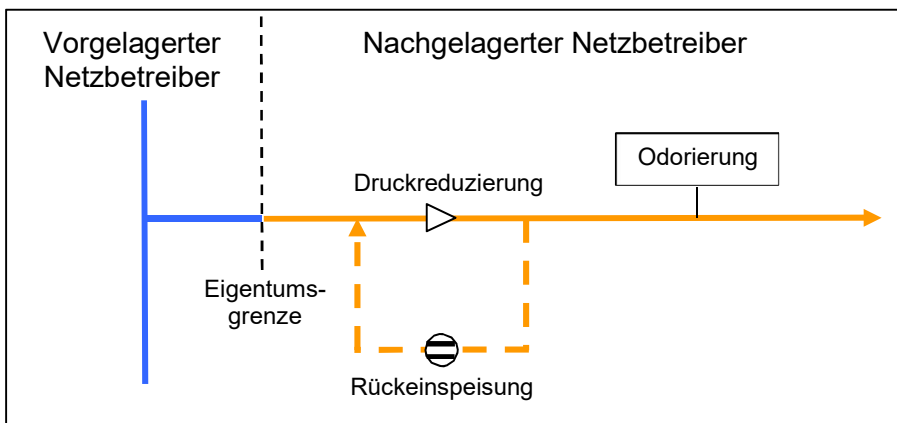 Vorgelagerter
Netzbetreiber
Nachgelagerter Netzbetreiber
Odorierung
Druckreduzierung
Eigentums-
grenze
Rückeinspeisung